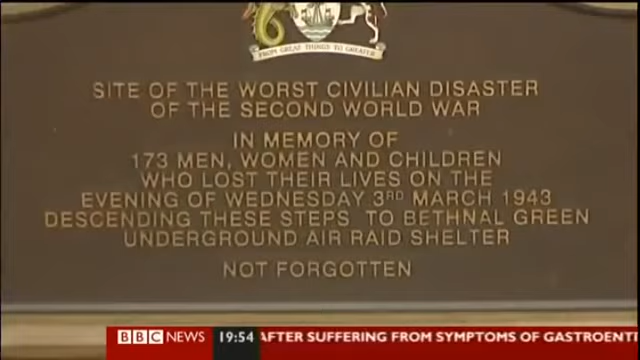 FROM GREAT THINGS TO GREATER
SITE OF THE WORST CIVILIAN DISASTER
OF THE SECOND WORLD WAR
IN MEMORY OF
173 MEN, WOMEN AND CHILDREN
WHO LOST THEIR LIVES ON THE
EVENING OF WEDNESDAY 3RD MARCH 1943
DESCENDING THESE STEPS TO BETHNAL GREEN
UNDERGROUND AIR RAID SHELTER
NOT FORGOTTEN
BBC NEWS 19:54 AFTER SUFFERING FROM SYMPTOMS OF GASTROENT